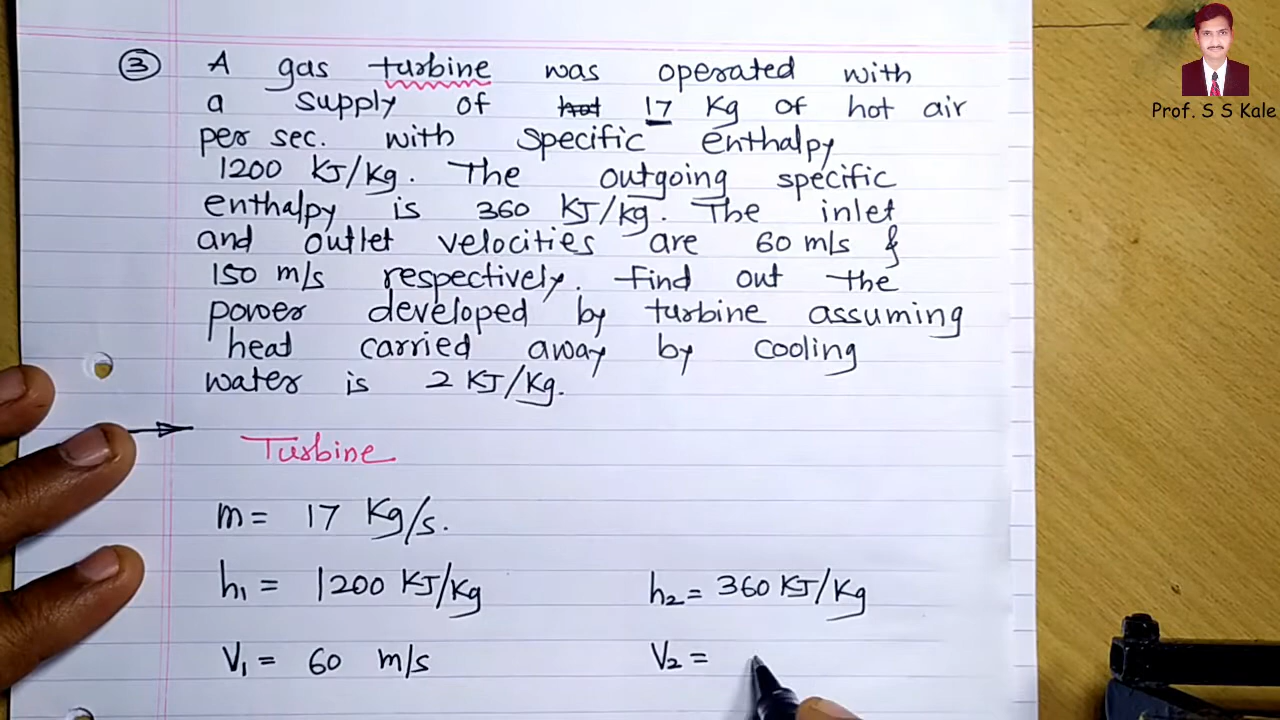 Prof. S S Kale
③ A gas turbine was operated with
a supply of hot 17 Kg of hot air
per sec. with specific enthalpy
1200 KJ/Kg. The outgoing specific
enthalpy is 360 KJ/kg. The inlet
and outlet velocities are 60 m/s &
150 m/s respectively. Find out the
power developed by turbine assuming
heat carried away by cooling
water is 2 KJ/Kg.
Turbine
m = 17 Kg/s.
h₁ = 1200 KJ/Kg h₂ = 360 KJ/Kg
V₁ = 60 m/s V₂ =